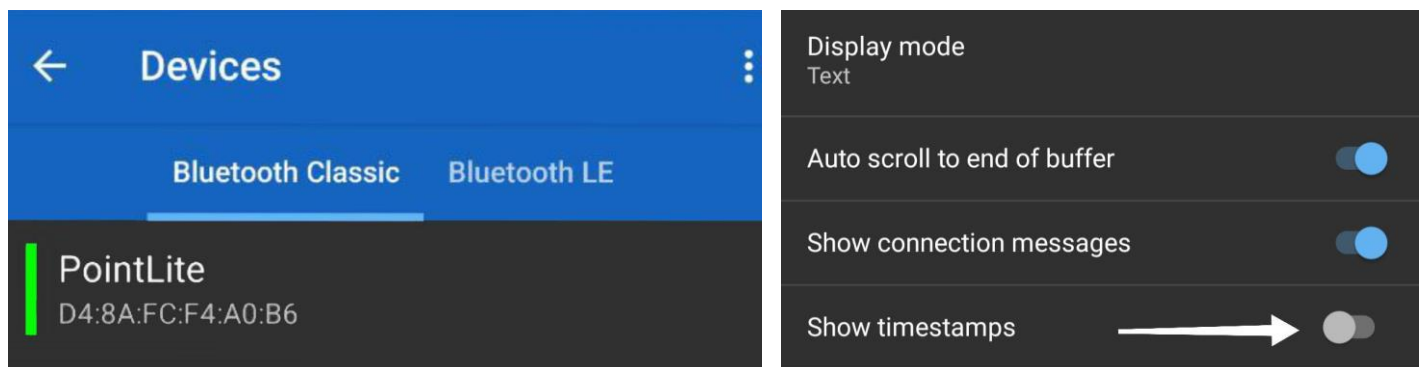 Devices
Bluetooth Classic Bluetooth LE
PointLite
D4:8A:FC:F4:A0:B6
Display mode
Text
Auto scroll to end of buffer
Show connection messages
Show timestamps